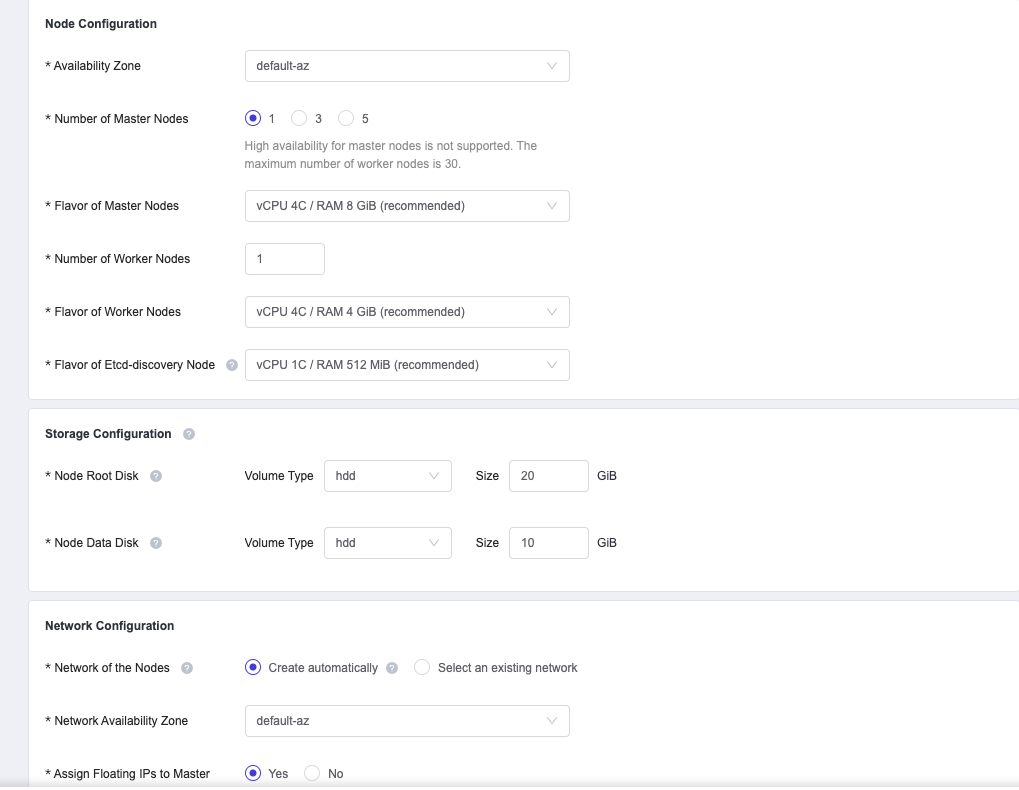 Node Configuration
* Availability Zone default-az
* Number of Master Nodes 1 3 5
High availability for master nodes is not supported. The
maximum number of worker nodes is 30.
* Flavor of Master Nodes vCPU 4C / RAM 8 GiB (recommended)
* Number of Worker Nodes 1
* Flavor of Worker Nodes vCPU 4C / RAM 4 GiB (recommended)
* Flavor of Etcd-discovery Node ? vCPU 1C / RAM 512 MiB (recommended)
Storage Configuration ?
* Node Root Disk ? Volume Type hdd Size 20 GiB
* Node Data Disk ? Volume Type hdd Size 10 GiB
Network Configuration
* Network of the Nodes ? Create automatically ? Select an existing network
* Network Availability Zone default-az
* Assign Floating IPs to Master Yes No